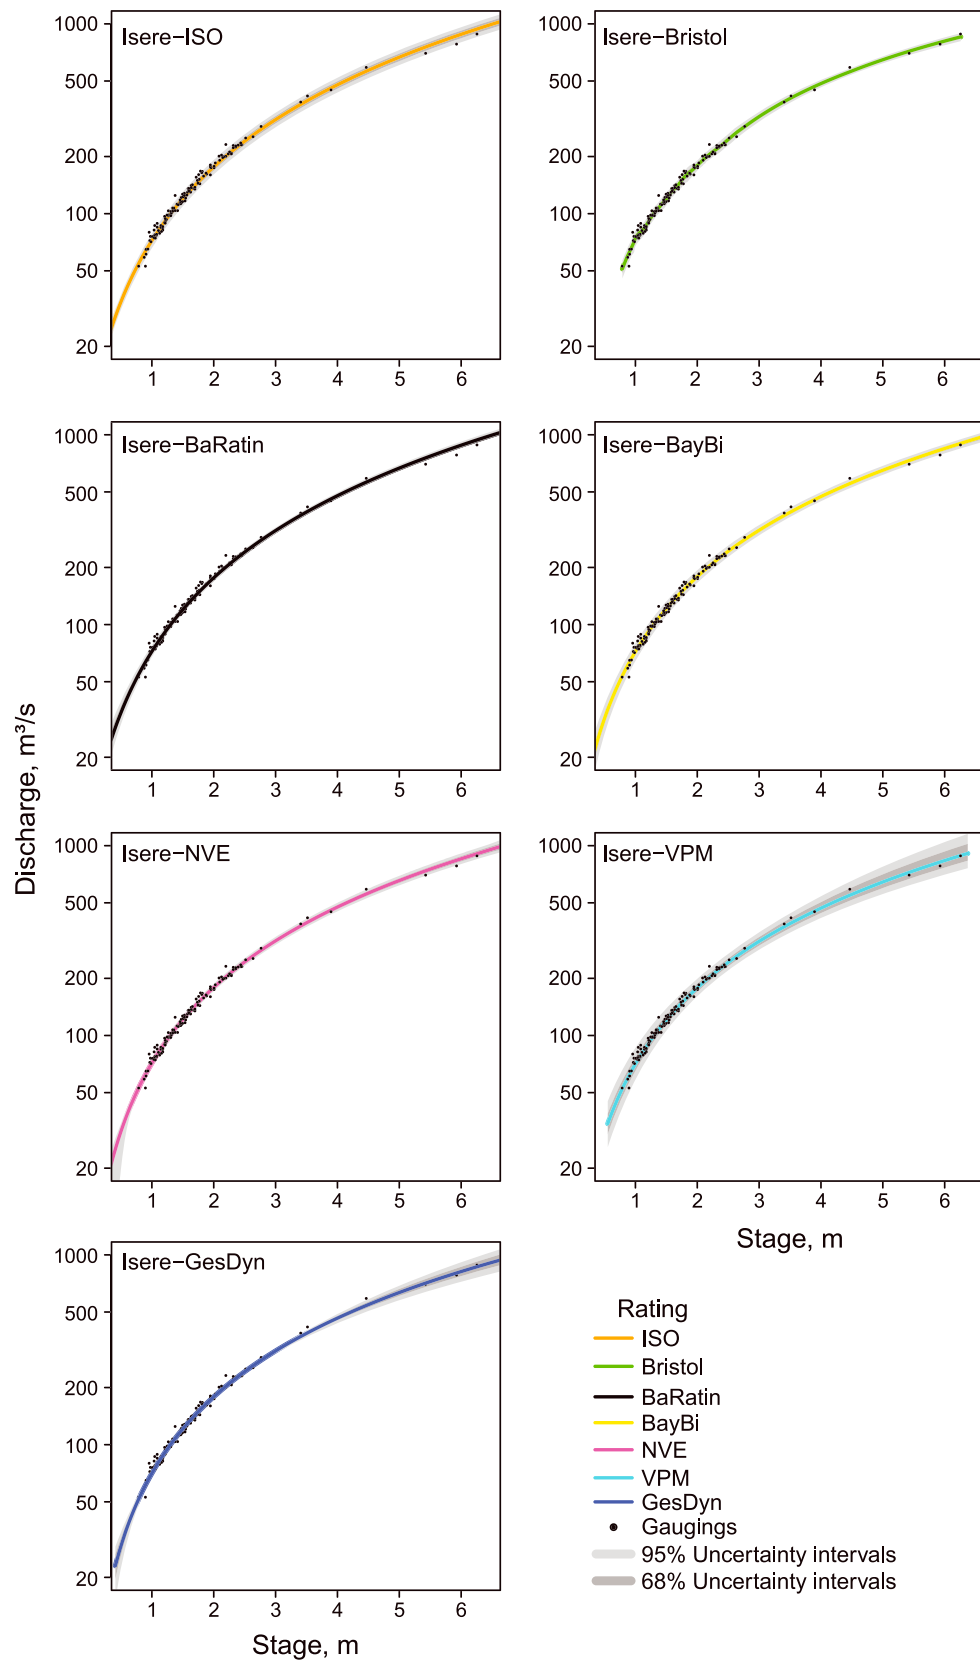 Isere−ISO
1000
500
200
100
50
20
1 2 3 4 5 6
Isere−Bristol
1000
500
200
100
50
20
1 2 3 4 5 6
Isere−BaRatin
1000
500
200
100
50
20
1 2 3 4 5 6
Isere−BayBi
1000
500
200
100
50
20
1 2 3 4 5 6
Discharge, m³/s
Isere−NVE
1000
500
200
100
50
20
1 2 3 4 5 6
Isere−VPM
1000
500
200
100
50
20
1 2 3 4 5 6
Stage, m
Isere−GesDyn
1000
500
200
100
50
20
1 2 3 4 5 6
Stage, m
Rating
ISO
Bristol
BaRatin
BayBi
NVE
VPM
GesDyn
Gaugings
95% Uncertainty intervals
68% Uncertainty intervals